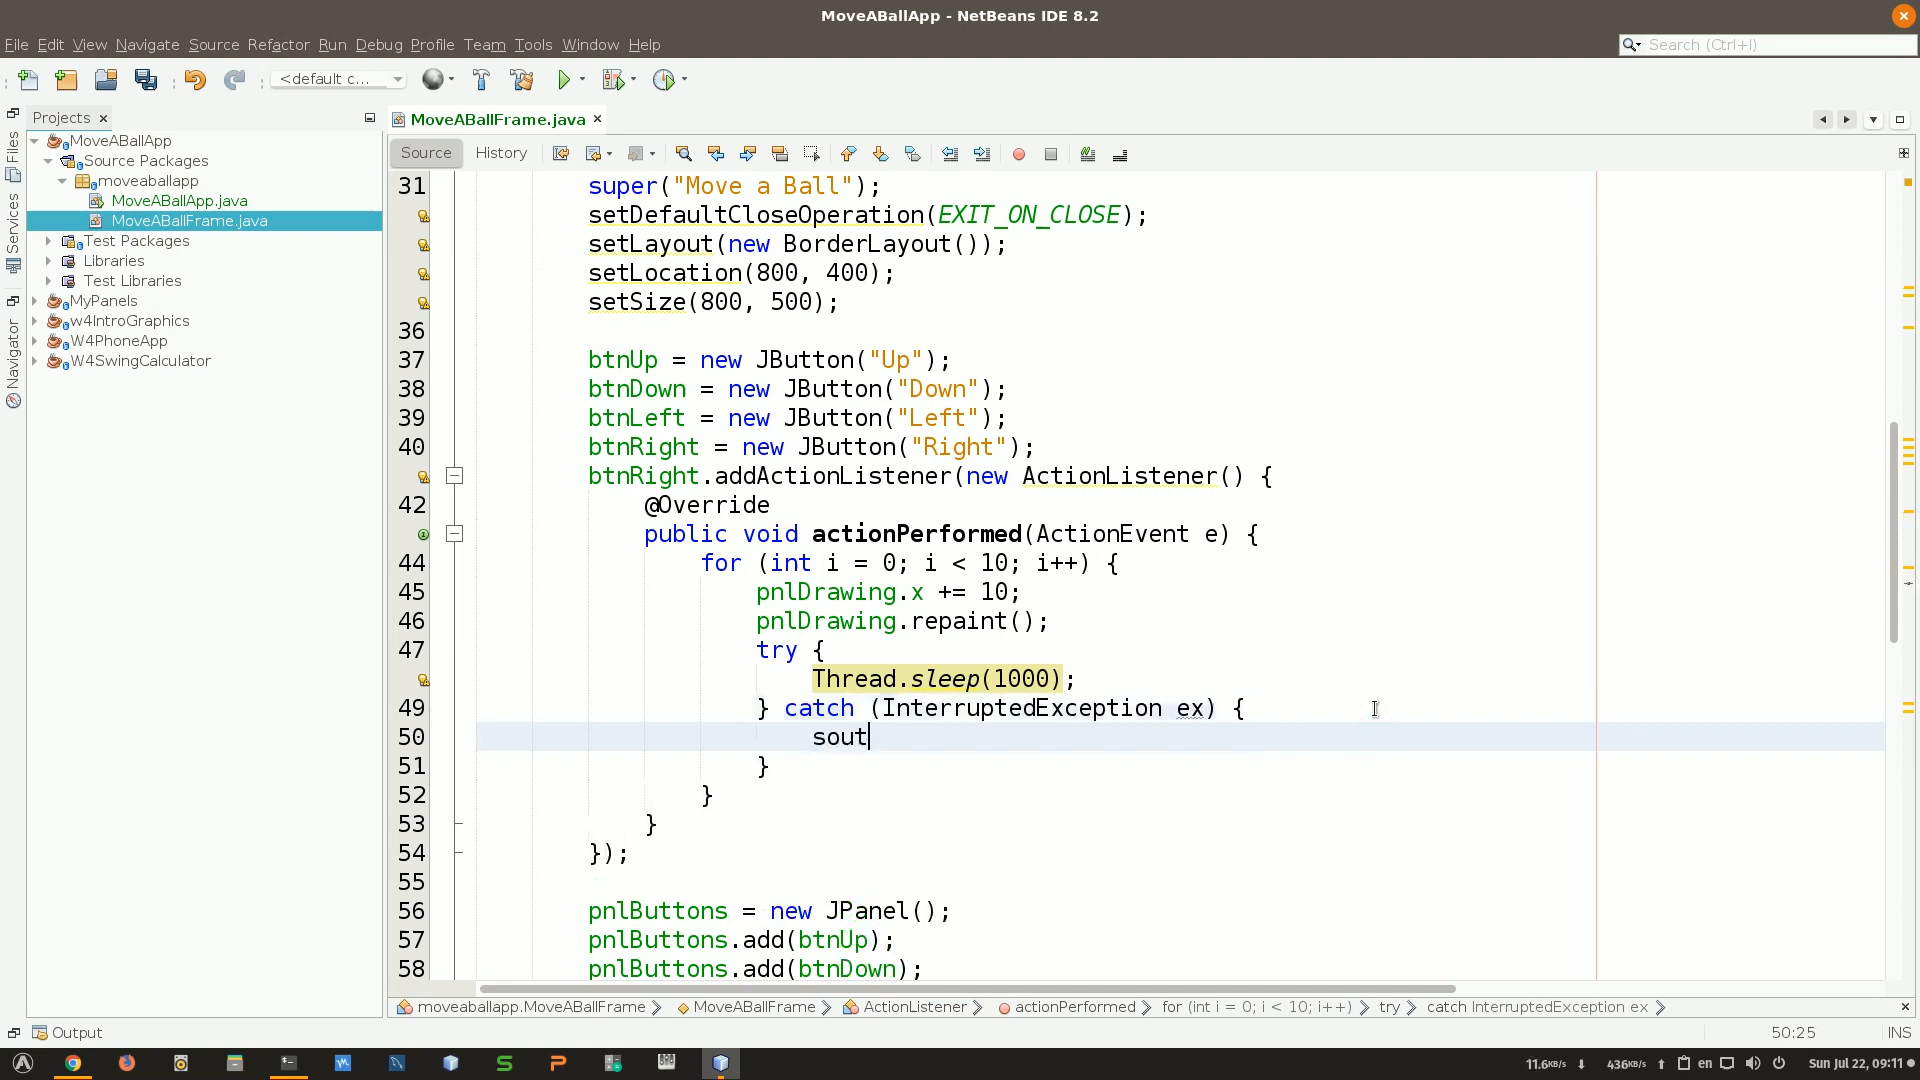 MoveABallApp - NetBeans IDE 8.2
File Edit View Navigate Source Refactor Run Debug Profile Team Tools Window Help
Search (Ctrl+I)
<default c...
Projects
MoveABallFrame.java
Files
Services
Navigator
MoveABallApp
Source Packages
moveaballapp
MoveABallApp.java
MoveABallFrame.java
Test Packages
Libraries
Test Libraries
MyPanels
w4IntroGraphics
W4PhoneApp
W4SwingCalculator
Source History
31 super("Move a Ball");
setDefaultCloseOperation(EXIT_ON_CLOSE);
setLayout(new BorderLayout());
setLocation(800, 400);
setSize(800, 500);
36
37 btnUp = new JButton("Up");
38 btnDown = new JButton("Down");
39 btnLeft = new JButton("Left");
40 btnRight = new JButton("Right");
btnRight.addActionListener(new ActionListener() {
42 @Override
public void actionPerformed(ActionEvent e) {
44 for (int i = 0; i < 10; i++) {
45 pnlDrawing.x += 10;
46 pnlDrawing.repaint();
47 try {
Thread.sleep(1000);
49 } catch (InterruptedException ex) {
50 sout
51 }
52 }
53 }
54 });
55
56 pnlButtons = new JPanel();
57 pnlButtons.add(btnUp);
58 pnlButtons.add(btnDown);
moveaballapp.MoveABallFrame MoveABallFrame ActionListener actionPerformed for (int i = 0; i < 10; i++) try catch InterruptedException ex
Output
50:25 INS
11.6KB/s 436KB/s en Sun Jul 22, 09:11